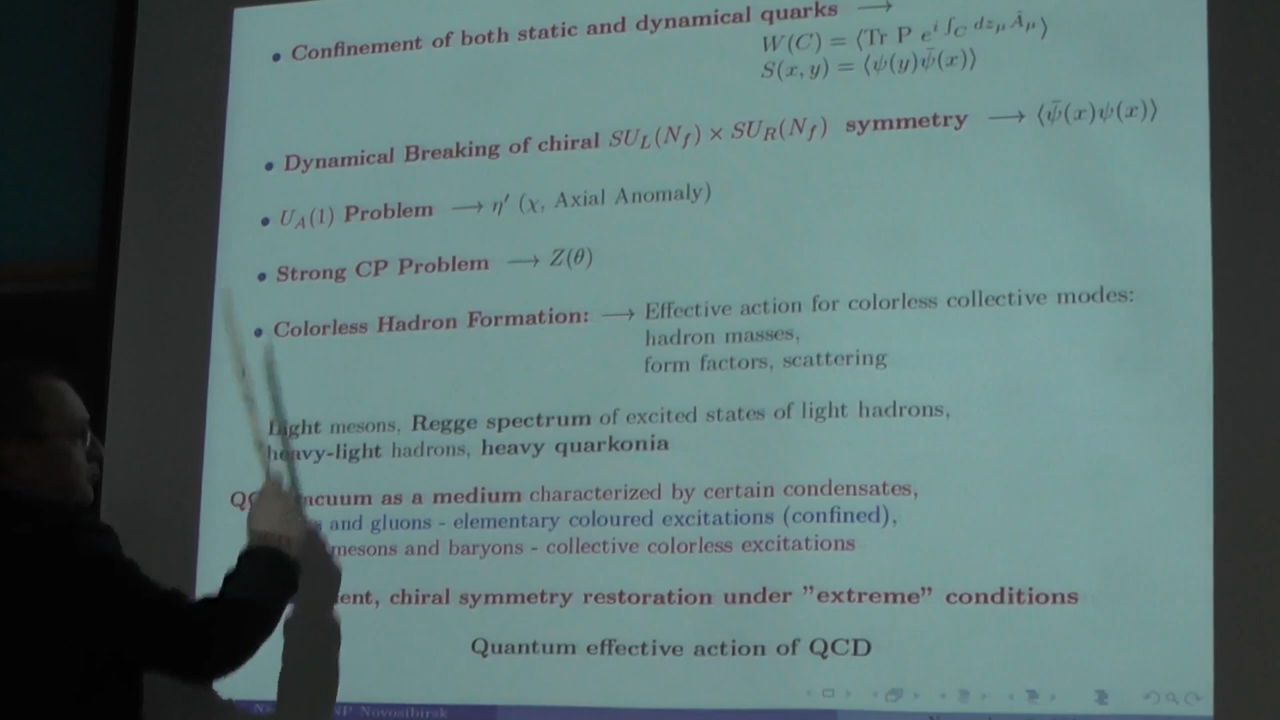 • Confinement of both static and dynamical quarks →
W(C) = ⟨Tr P e^{i ∫_C dz_μ Â_μ}⟩
S(x, y) = ⟨ψ(y)ψ̄(x)⟩
• Dynamical Breaking of chiral SU_L(N_f) × SU_R(N_f) symmetry → ⟨ψ̄(x)ψ(x)⟩
• U_A(1) Problem → η′ (χ, Axial Anomaly)
• Strong CP Problem → Z(θ)
• Colorless Hadron Formation: → Effective action for colorless collective modes:
hadron masses,
form factors, scattering
Light mesons, Regge spectrum of excited states of light hadrons,
heavy-light hadrons, heavy quarkonia
vacuum as a medium characterized by certain condensates,
and gluons - elementary coloured excitations (confined),
mesons and baryons - collective colorless excitations
chiral symmetry restoration under ”extreme” conditions
Quantum effective action of QCD
Novosibirsk